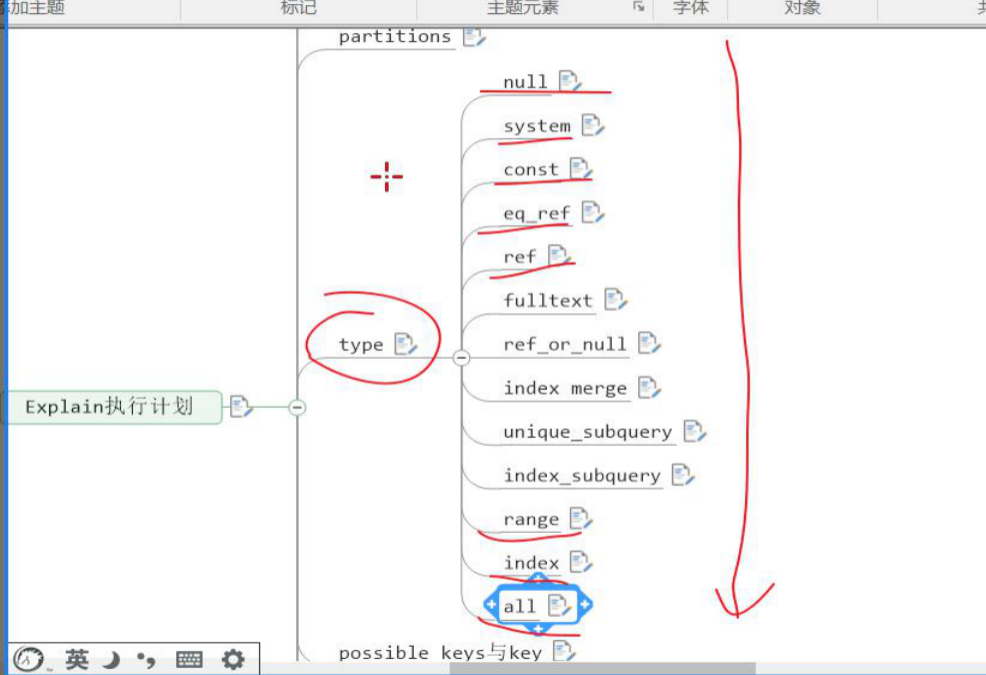 添加主题 标记 主题元素 字体 对象
partitions
null
system
const
eq_ref
ref
fulltext
type
ref_or_null
Explain执行计划
index merge
unique_subquery
index_subquery
range
index
all
possible keys与key
英